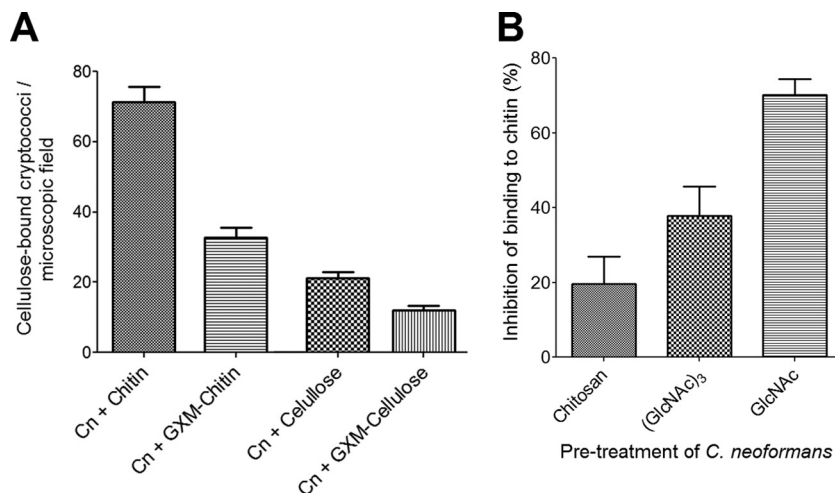 A
Cellulose-bound cryptococci /
microscopic field
80
60
40
20
0
Cn + Chitin
Cn + GXM-Chitin
Cn + Celullose
Cn + GXM-Cellulose
B
Inhibition of binding to chitin (%)
80
60
40
20
0
Chitosan
(GlcNAc)₃
GlcNAc
Pre-treatment of C. neoformans